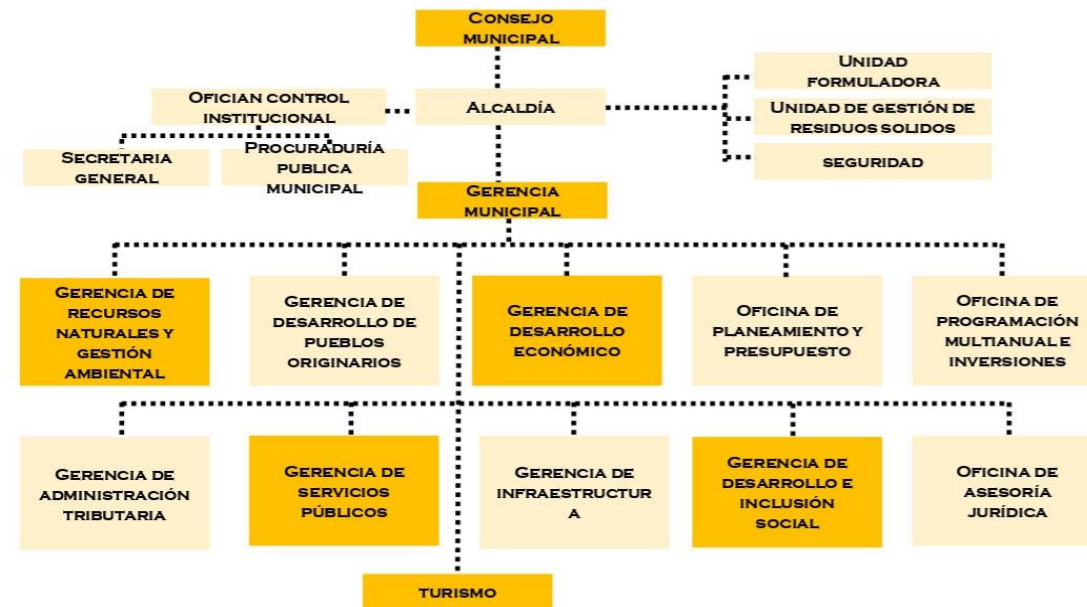 CONSEJO
MUNICIPAL
UNIDAD
FORMULADORA
OFICIAN CONTROL
INSTITUCIONAL
ALCALDÍA
UNIDAD DE GESTIÓN DE
RESIDUOS SOLIDOS
SECRETARIA
GENERAL
PROCURADURÍA
PUBLICA
MUNICIPAL
SEGURIDAD
GERENCIA
MUNICIPAL
GERENCIA DE
RECURSOS
NATURALES Y
GESTIÓN
AMBIENTAL
GERENCIA DE
DESARROLLO DE
PUEBLOS
ORIGINARIOS
GERENCIA DE
DESARROLLO
ECONÓMICO
OFICINA DE
PLANEAMIENTO Y
PRESUPUESTO
OFICINA DE
PROGRAMACIÓN
MULTIANUAL E
INVERSIONES
GERENCIA DE
ADMINISTRACIÓN
TRIBUTARIA
GERENCIA DE
SERVICIOS
PÚBLICOS
GERENCIA DE
INFRAESTRUCTUR
A
GERENCIA DE
DESARROLLO E
INCLUSIÓN
SOCIAL
OFICINA DE
ASESORÍA
JURÍDICA
TURISMO